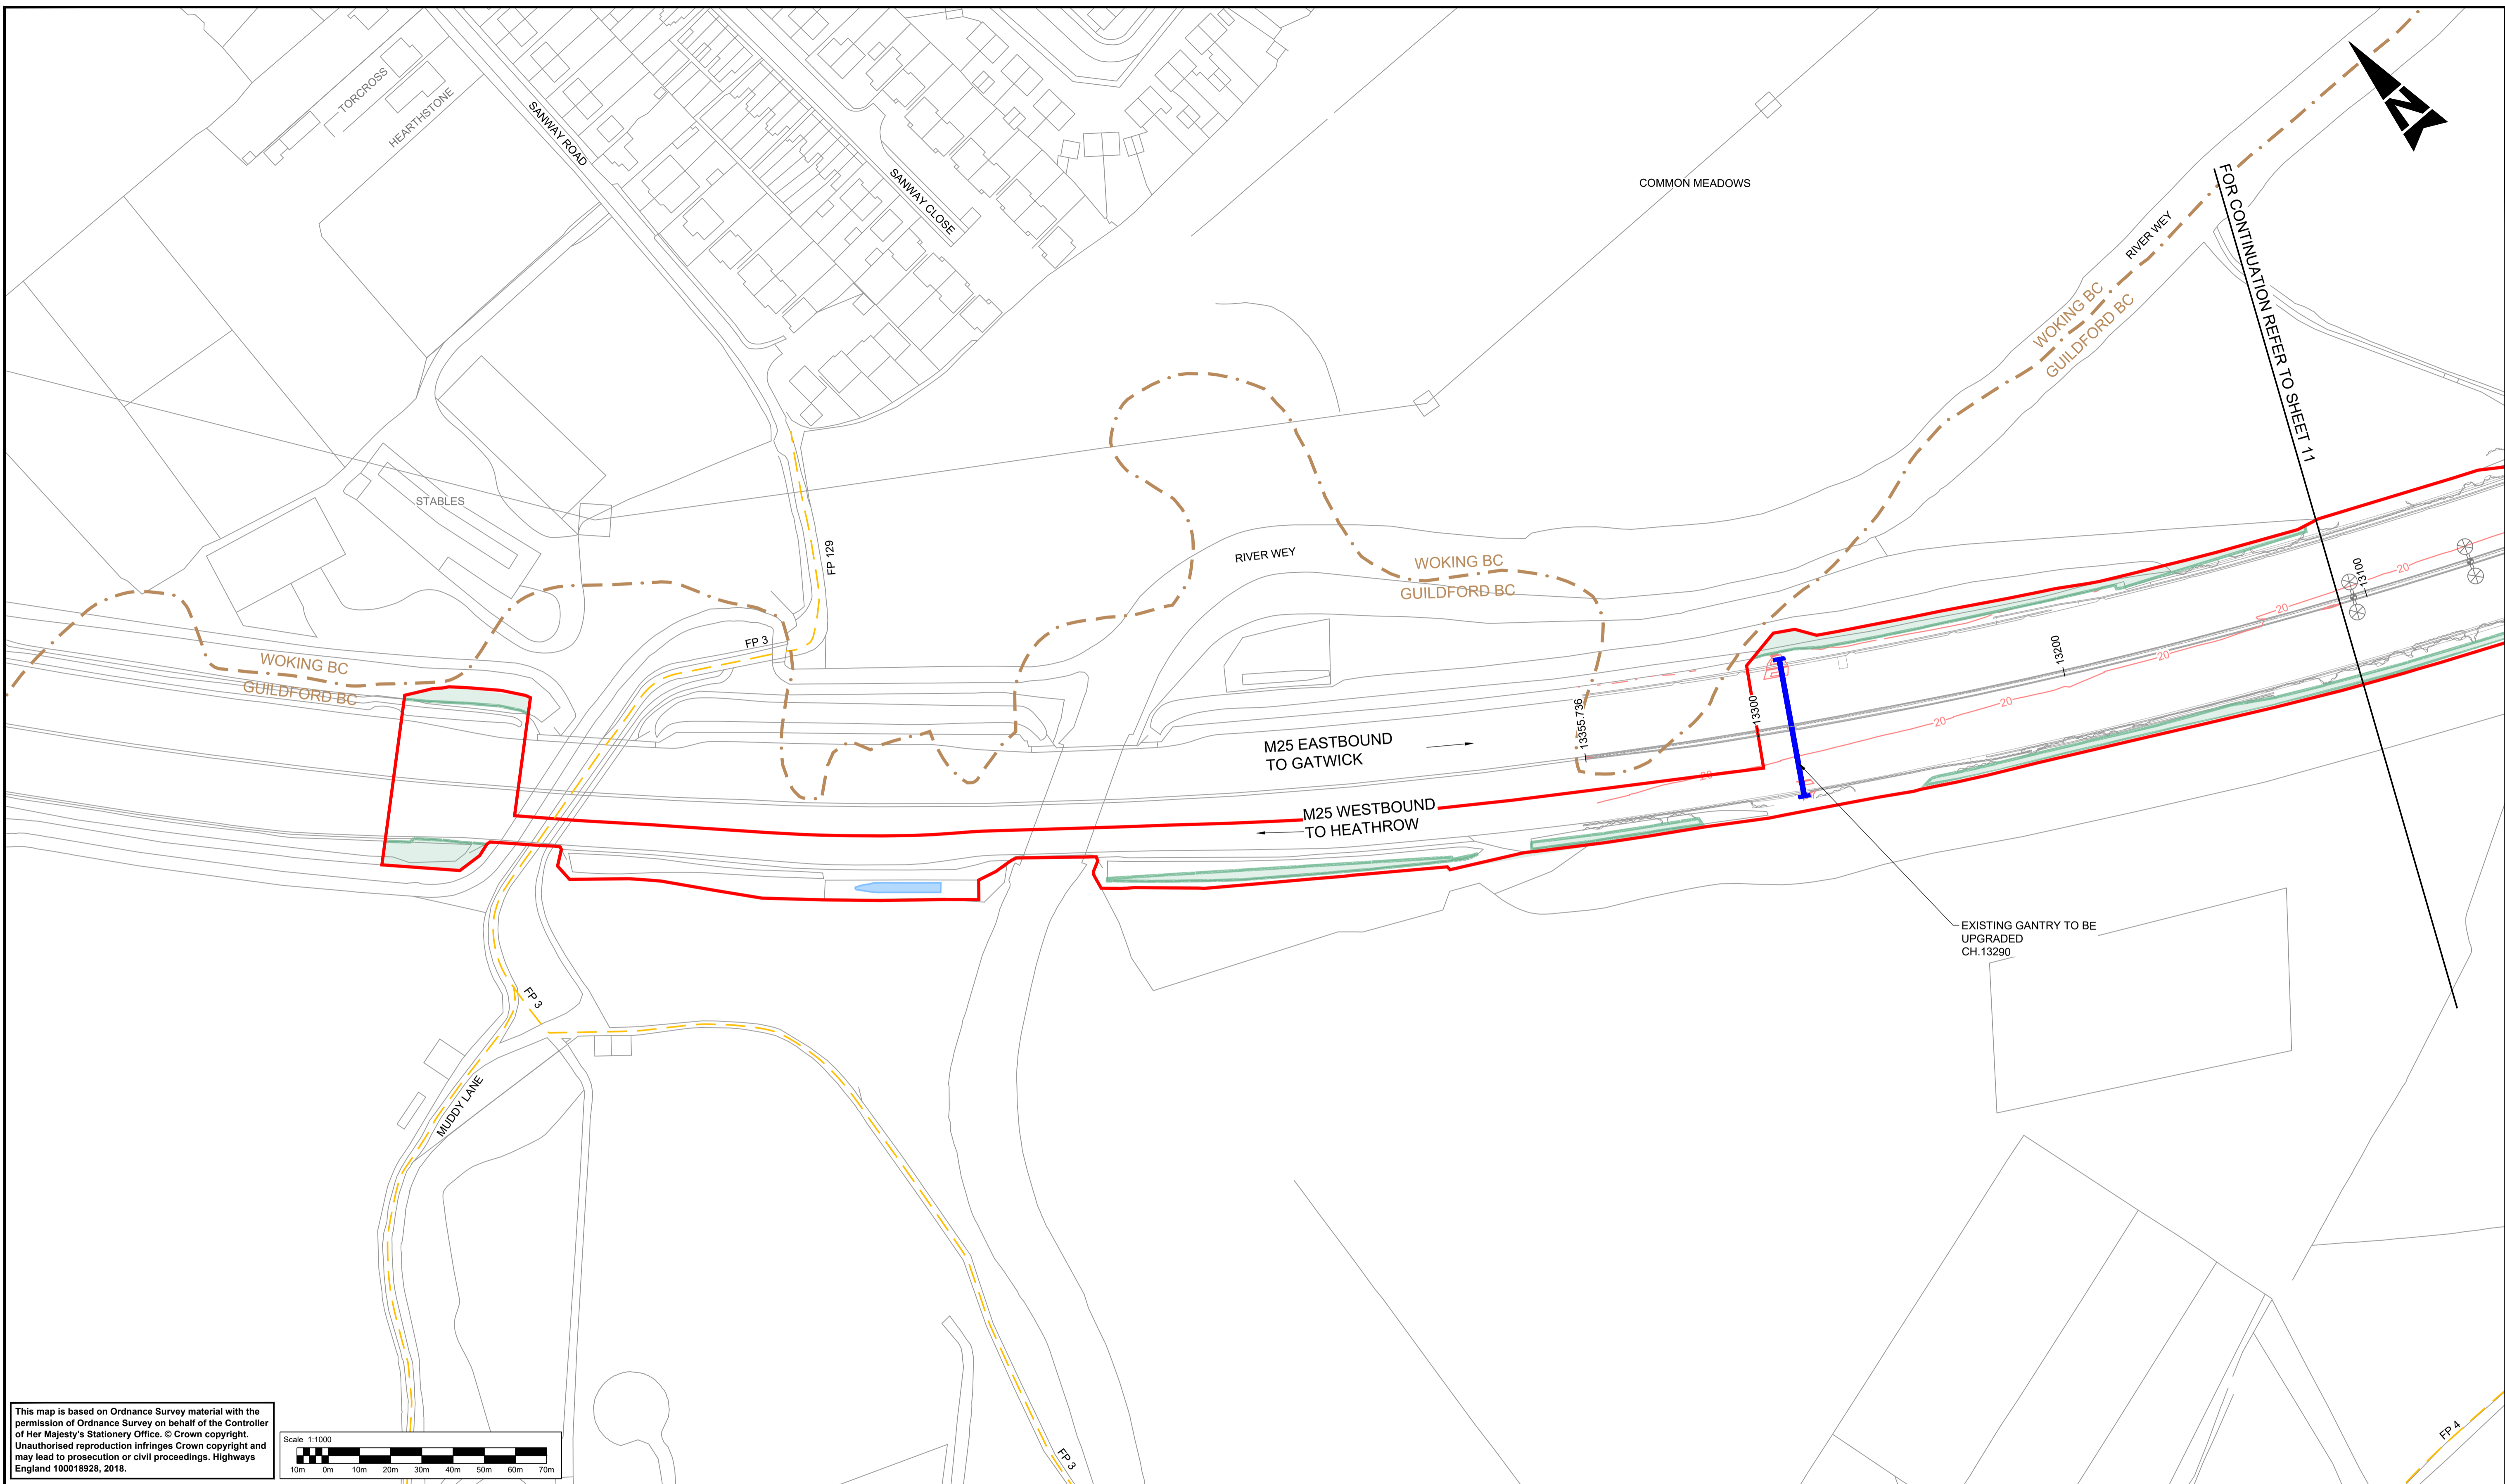 TORCROSS
HEARTHSTONE
SANWAY ROAD
SANWAY CLOSE
COMMON MEADOWS
N
RIVER WEY
FOR CONTINUATION REFER TO SHEET 11
WOKING BC
GUILDFORD BC
STABLES
FP 129
RIVER WEY
WOKING BC
GUILDFORD BC
FP 3
WOKING BC
GUILDFORD BC
13100
20
20
20
13200
20
20
20
20
13300
13355.736
M25 EASTBOUND
TO GATWICK
M25 WESTBOUND
TO HEATHROW
EXISTING GANTRY TO BE
UPGRADED
CH.13290
FP 3
MUDDY LANE
FP 3
FP 4
This map is based on Ordnance Survey material with the
permission of Ordnance Survey on behalf of the Controller
of Her Majesty's Stationery Office. © Crown copyright.
Unauthorised reproduction infringes Crown copyright and
may lead to prosecution or civil proceedings. Highways
England 100018928, 2018.
Scale 1:1000
10m 0m 10m 20m 30m 40m 50m 60m 70m